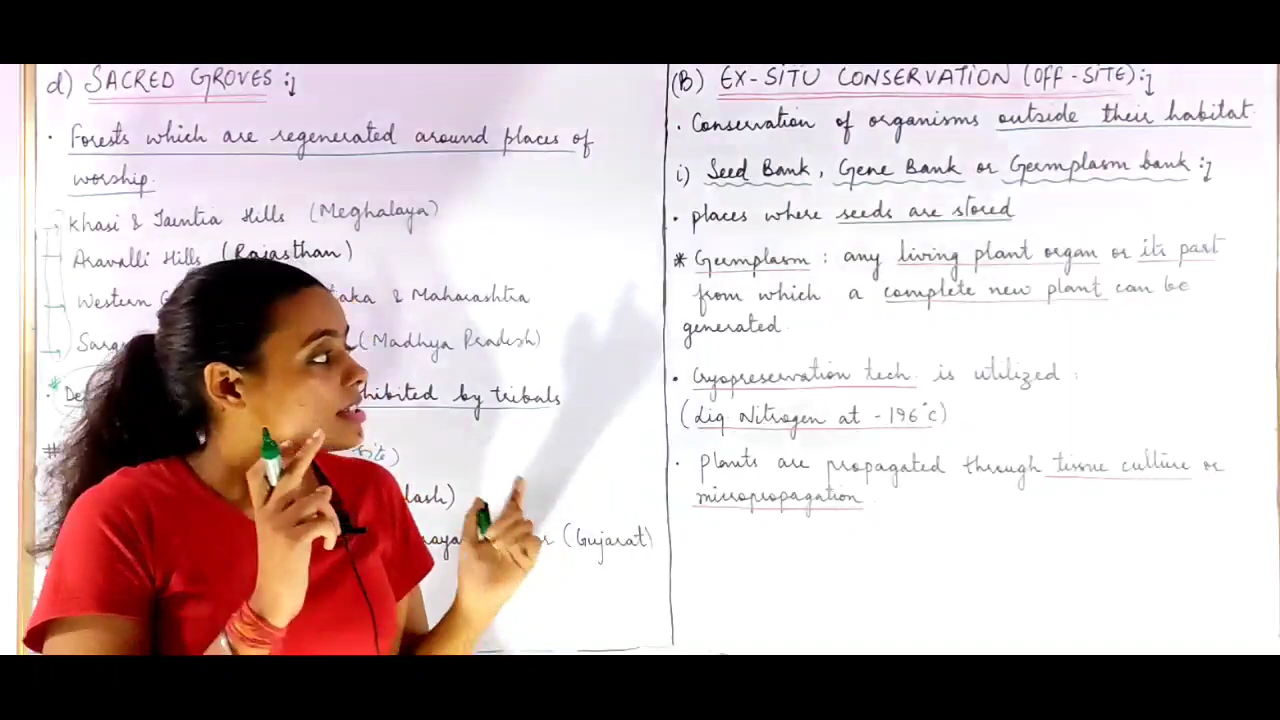 d) SACRED GROVES :↓
· Forests which are regenerated around places of
worship.
Khasi & Jaintia Hills (Meghalaya)
Aravalli Hills (Rajasthan)
Western & Maharashtra
(Madhya Pradesh)
by tribals
(Gujarat)
(B) EX-SITU CONSERVATION (OFF-SITE) :↓
· Conservation of organisms outside their habitat.
i) Seed Bank, Gene Bank or Germplasm bank :↓
· places where seeds are stored
* Germplasm : any living plant organ or its part
from which a complete new plant can be
generated.
· Cryopreservation tech. is utilized :
(Liq Nitrogen at -196°C)
· Plants are propagated through tissue culture or
micropropagation.